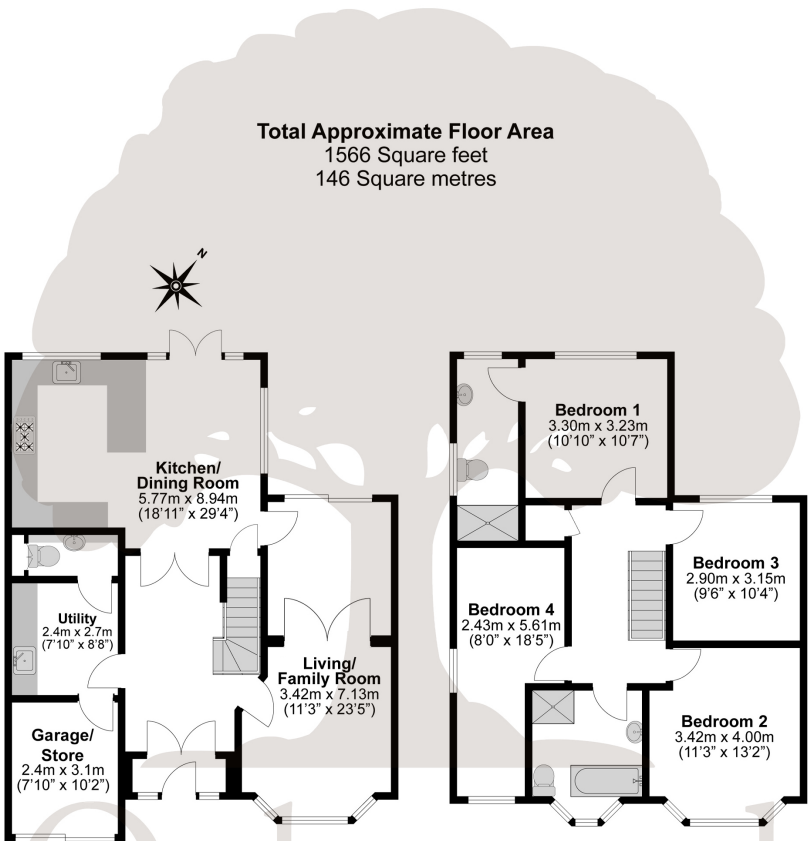 Total Approximate Floor Area
1566 Square feet
146 Square metres
N
Kitchen/
Dining Room
5.77m x 8.94m
(18'11" x 29'4")
Utility
2.4m x 2.7m
(7'10" x 8'8")
Living/
Family Room
3.42m x 7.13m
(11'3" x 23'5")
Garage/
Store
2.4m x 3.1m
(7'10" x 10'2")
Bedroom 1
3.30m x 3.23m
(10'10" x 10'7")
Bedroom 3
2.90m x 3.15m
(9'6" x 10'4")
Bedroom 4
2.43m x 5.61m
(8'0" x 18'5")
Bedroom 2
3.42m x 4.00m
(11'3" x 13'2")